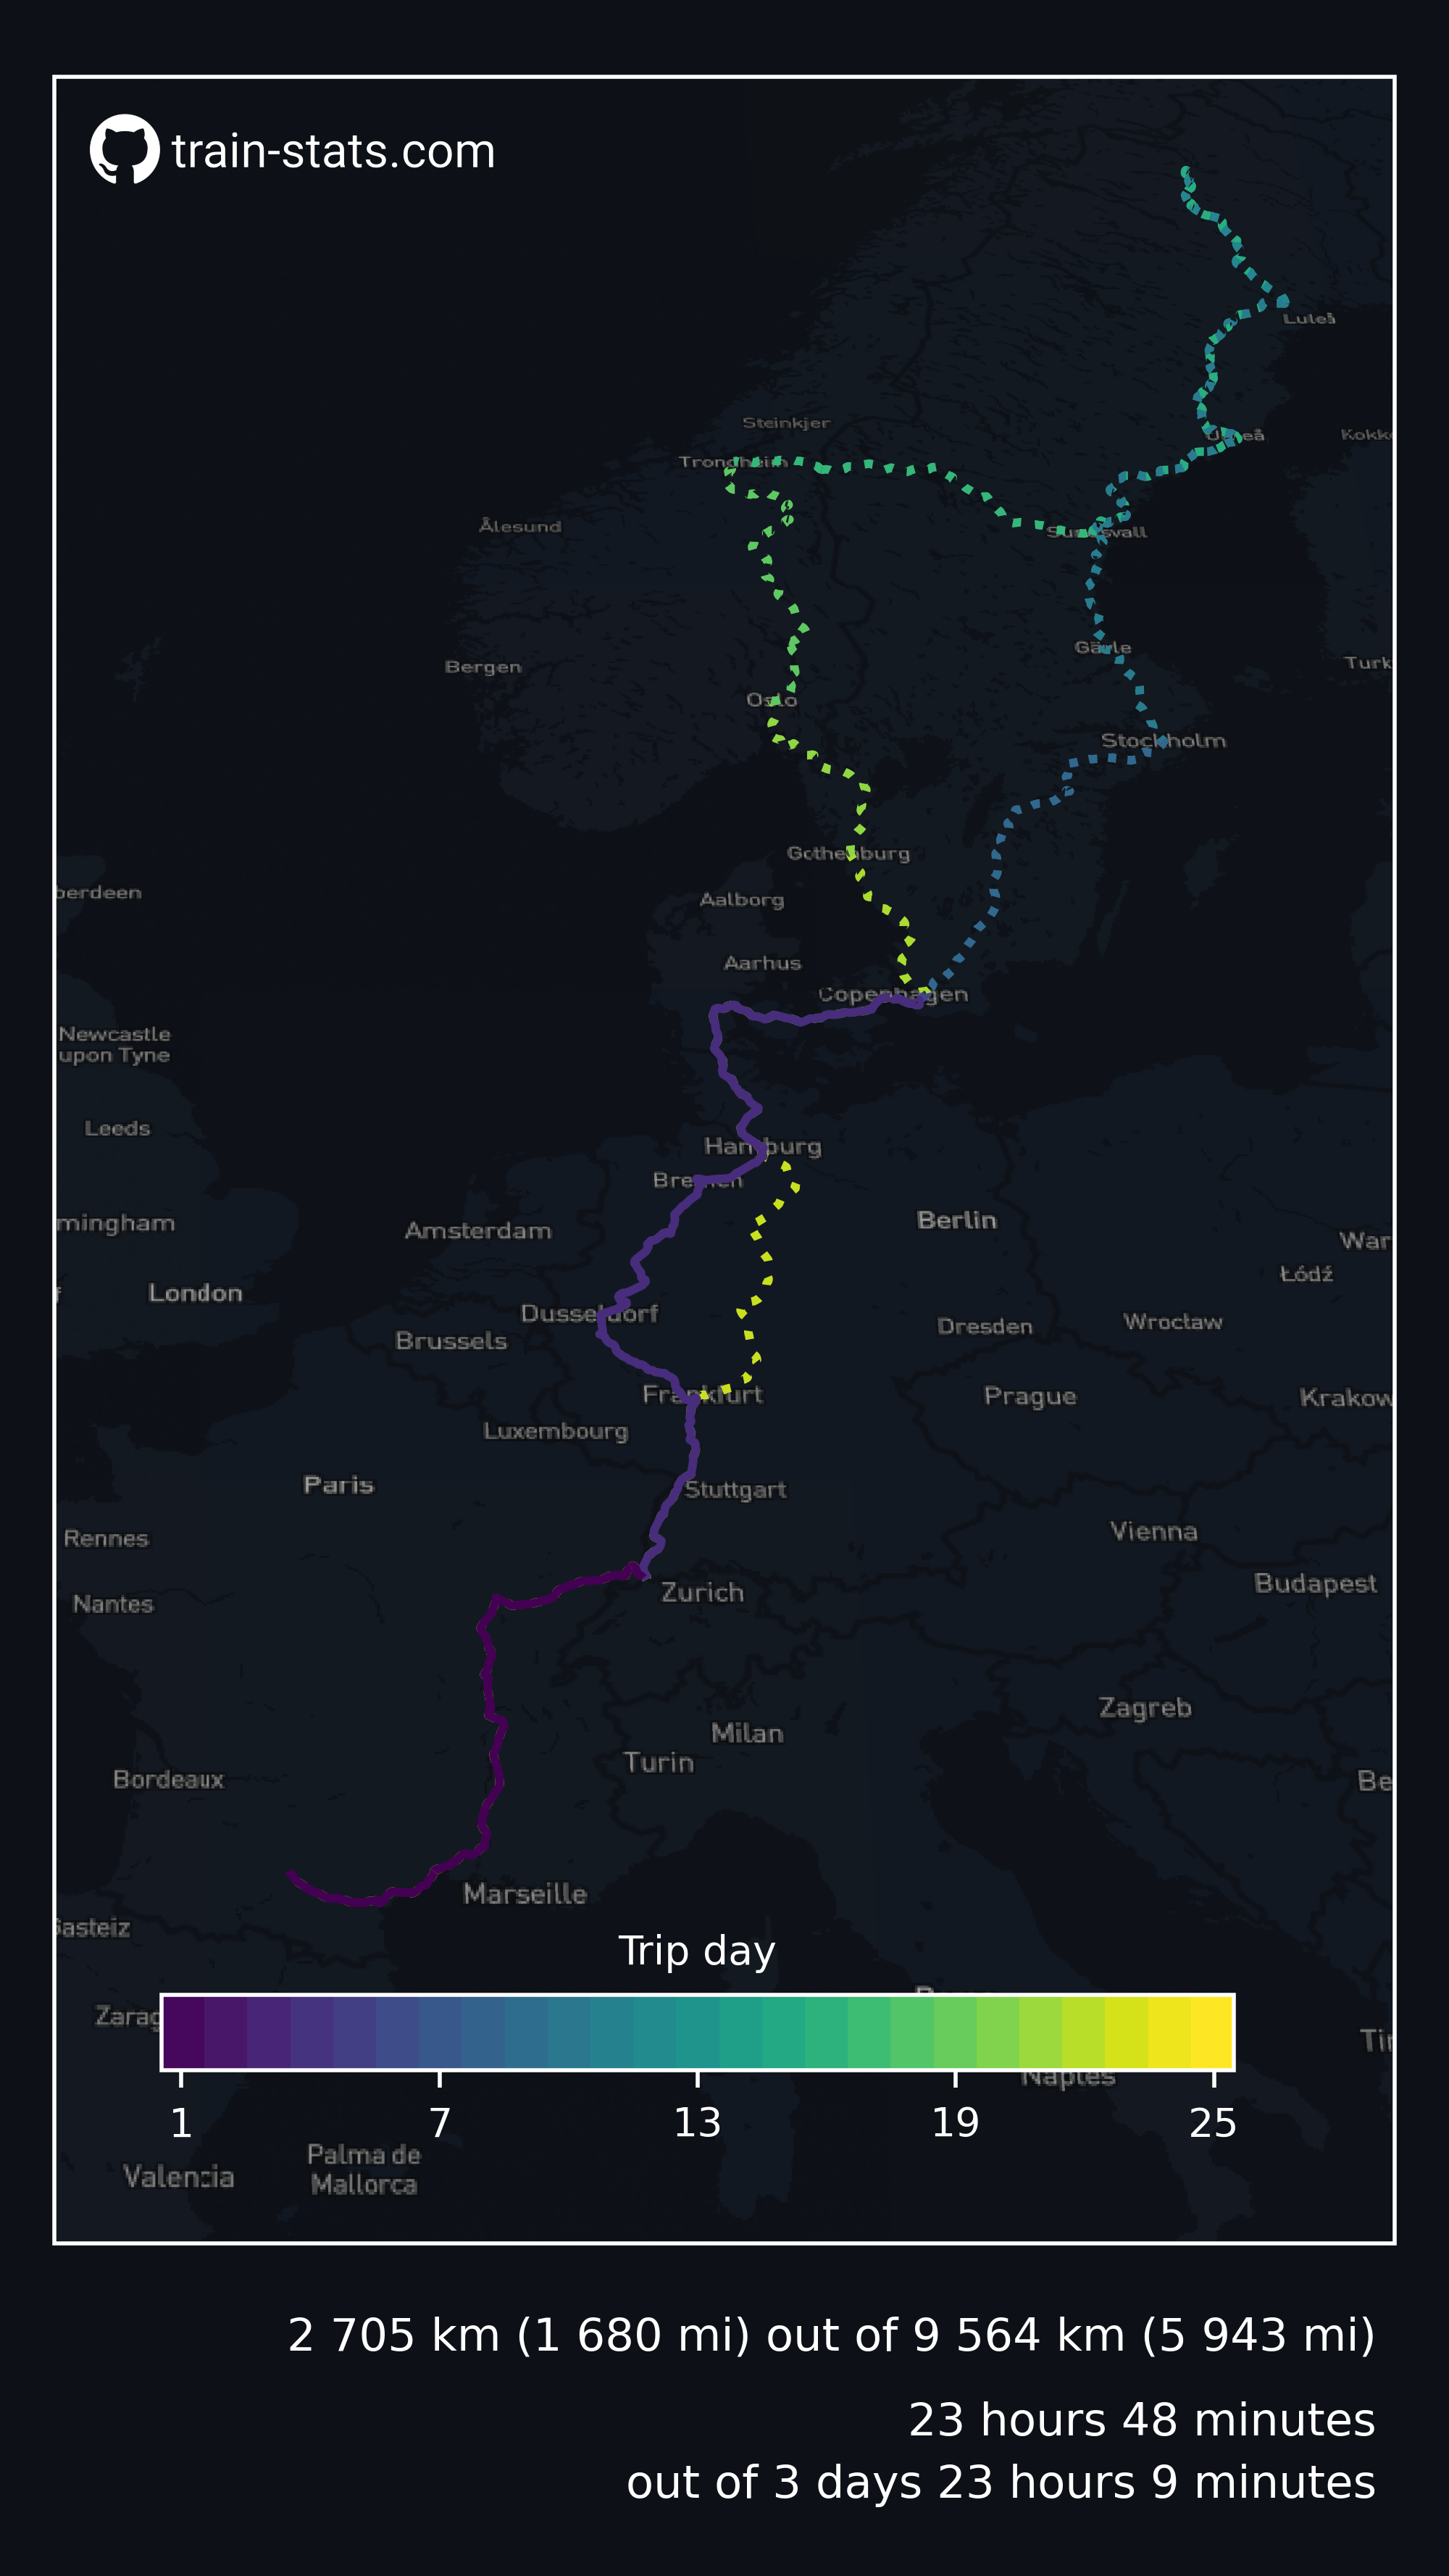 train-stats.com
Luleå
Steinkjer
Trondheim
Ålesund
Sundsvall
Bergen
Gävle
Turk
Oslo
Stockholm
Gothenburg
berdeen
Aalborg
Aarhus
Copenhagen
Newcastle
upon Tyne
Leeds
Hamburg
Bremen
mingham
Amsterdam
Berlin
War
London
Łódź
Dusseldorf
Brussels
Dresden
Wrocław
Frankfurt
Prague
Krakow
Luxembourg
Paris
Stuttgart
Rennes
Vienna
Nantes
Zurich
Budapest
Zagreb
Milan
Turin
Bordeaux
Be
Marseille
Gasteiz
Trip day
Zarag
Tir
Naples
1 7 13 19 25
Palma de
Mallorca
Valencia
2 705 km (1 680 mi) out of 9 564 km (5 943 mi)
23 hours 48 minutes
out of 3 days 23 hours 9 minutes